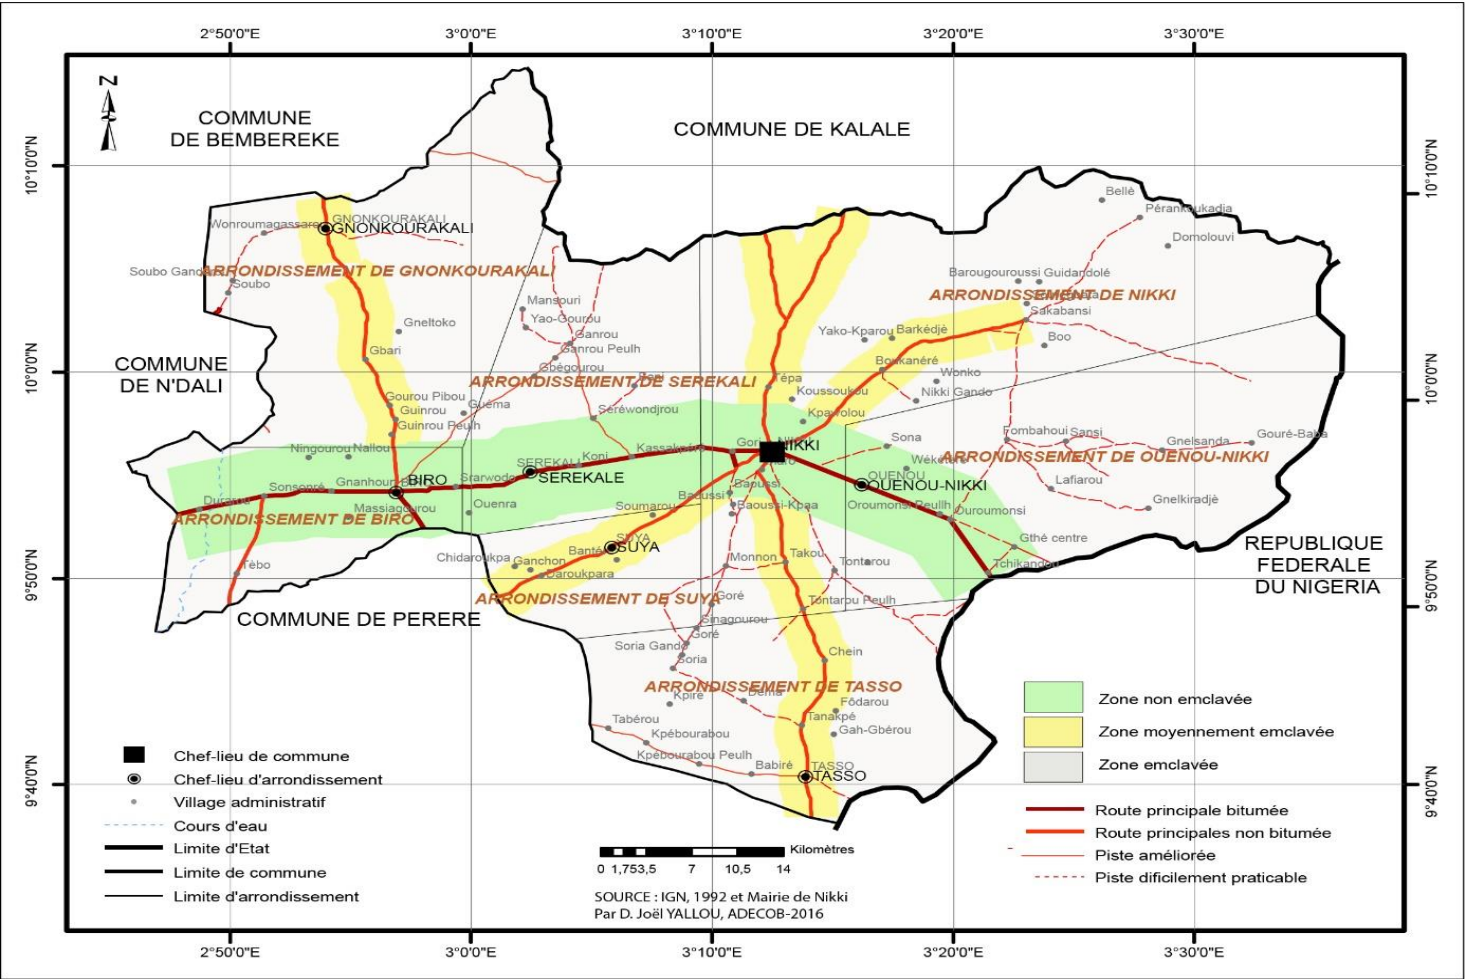 2°50'0"E
3°0'0"E
3°10'0"E
3°20'0"E
3°30'0"E
Z
COMMUNE
DE BEMBEREKE
COMMUNE DE KALALE
10°10'0"N
10°10'0"N
Bellè
Pérankoukadia
Wonroumagassare
GNONKOURAKALI
GNONKOURAKALI
Domolouvi
Soubo Gando
ARRONDISSEMENT DE GNONKOURAKALI
Soubo
Barougouroussi
Guidandolé
ARRONDISSEMENT DE NIKKI
Mansouri
Sakabansi
Yao-Gourou
Gneltoko
Ganrou
Yako-Kparou
Barkédjè
Boo
COMMUNE
DE N'DALI
Gbari
Ganrou Peulh
Gbégourou
Boukanéré
10°0'0"N
10°0'0"N
ARRONDISSEMENT DE SEREKALI
Tépa
Wonko
Koussoukou
Nikki Gando
Gourou Pibou
Guinrou
Guéma
Séréwondjrou
Guinrou Peulh
Fombahoui
Sansi
Gnelsanda
Gouré-Baba
Ningourou
Nallou
Kassakpéré
NIKKI
Sona
ARRONDISSEMENT DE OUENOU-NIKKI
Koni
SEREKALI
SEREKALE
BIRO
OUENOU
OUENOU-NIKKI
Sonsonré
Lafiarou
Gnelkiradjè
Ouenra
Soumarou
Baoussi-Kpaa
Oroumonsi Peullh
Ouroumonsi
Massiagourou
ARRONDISSEMENT DE BIRO
Gthé centre
REPUBLIQUE
FEDERALE
DU NIGERIA
SUYA
SUYA
Chidaroukpa
Ganchon
Daroukpara
Monnon
Takou
Tontarou
Tchikandou
Tèbo
9°50'0"N
9°50'0"N
ARRONDISSEMENT DE SUYA
Goré
Tontarou Peulh
COMMUNE DE PERERE
Sinagourou
Goré
Soria Gando
Soria
Chein
ARRONDISSEMENT DE TASSO
Kpiré
Fôdarou
Tabérou
Tanakpé
Gah-Gbérou
Kpébourabou
Kpébourabou Peulh
Babiré
TASSO
TASSO
9°40'0"N
9°40'0"N
Chef-lieu de commune
Chef-lieu d'arrondissement
Village administratif
Cours d'eau
Limite d'Etat
Limite de commune
Limite d'arrondissement
Kilomètres
0 1,753,5 7 10,5 14
SOURCE : IGN, 1992 et Mairie de Nikki
Par D. Joël YALLOU, ADECOB-2016
Zone non emclavée
Zone moyennement emclavée
Zone emclavée
Route principale bitumée
Route principales non bitumée
Piste améliorée
Piste dificilement praticable
2°50'0"E
3°0'0"E
3°10'0"E
3°20'0"E
3°30'0"E